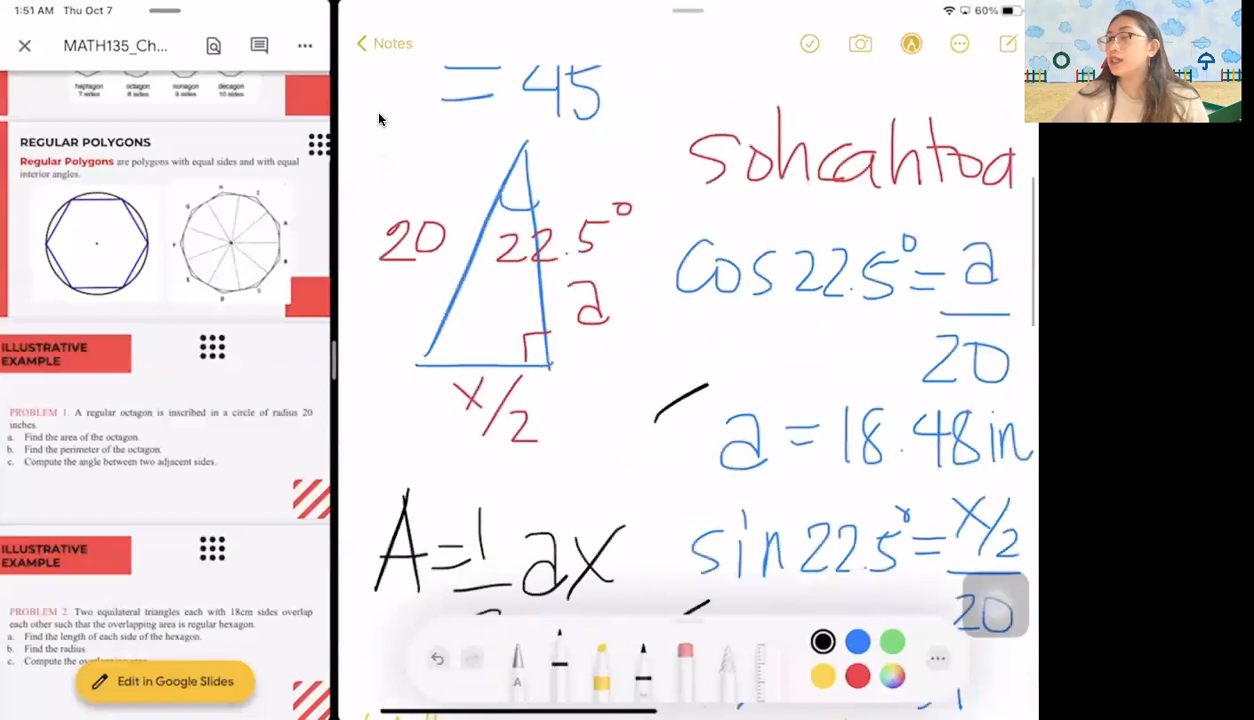 1:51 AM Thu Oct 7
60%
MATH135_Ch...
Notes
heptagon
7 sides
octagon
8 sides
nonagon
9 sides
decagon
10 sides
REGULAR POLYGONS
Regular Polygons are polygons with equal sides and with equal
interior angles.
ILLUSTRATIVE
EXAMPLE
PROBLEM 1. A regular octagon is inscribed in a circle of radius 20
inches.
a. Find the area of the octagon.
b. Find the perimeter of the octagon.
c. Compute the angle between two adjacent sides.
ILLUSTRATIVE
EXAMPLE
PROBLEM 2. Two equilateral triangles each with 18cm sides overlap
each other such that the overlapping area is regular hexagon.
a. Find the length of each side of the hexagon.
b. Find the radius
c. Compute the
Edit in Google Slides
= 45
20
22.5°
a
x/2
A = 1 ax
sohcahtoa
cos 22.5° = a
20
a = 18.48 in
sin 22.5° = x/2
20
A